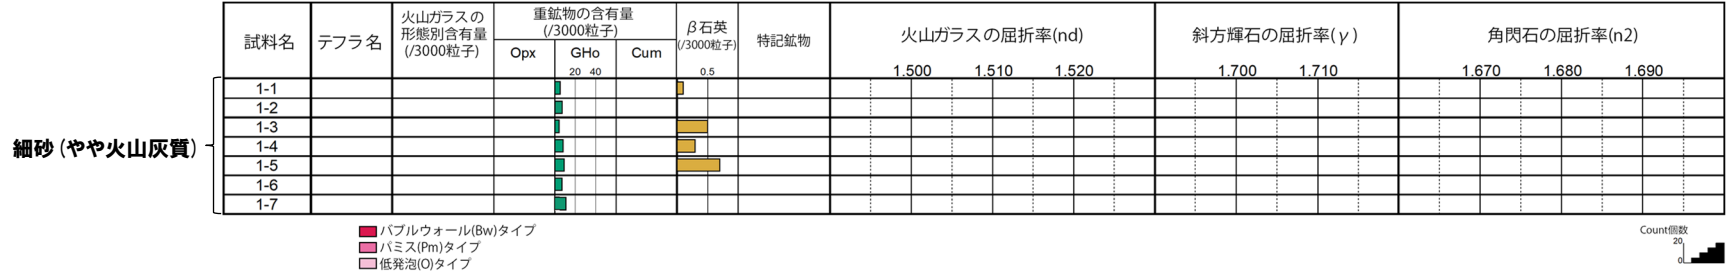 試料名
テフラ名
火山ガラスの
形態別含有量
(/3000粒子)
重鉱物の含有量
(/3000粒子)
Opx
GHo
Cum
20 40
β石英
(/3000粒子)
0.5
特記鉱物
火山ガラスの屈折率(nd)
1.500 1.510 1.520
斜方輝石の屈折率(γ)
1.700 1.710
角閃石の屈折率(n2)
1.670 1.680 1.690
細砂(やや火山灰質)
1-1
1-2
1-3
1-4
1-5
1-6
1-7
バブルウォール(Bw)タイプ
パミス(Pm)タイプ
低発泡(O)タイプ
Count個数
20
0